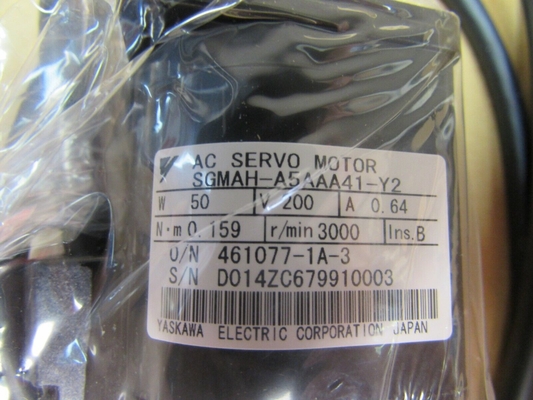 AC SERVO MOTOR
SGMAH-A5AAA41-Y2
W 50 V 200 A 0.64
N·m 0.159 r/min 3000 Ins.B
O/N 461077-1A-3
S/N D014ZC679910003
YASKAWA ELECTRIC CORPORATION JAPAN